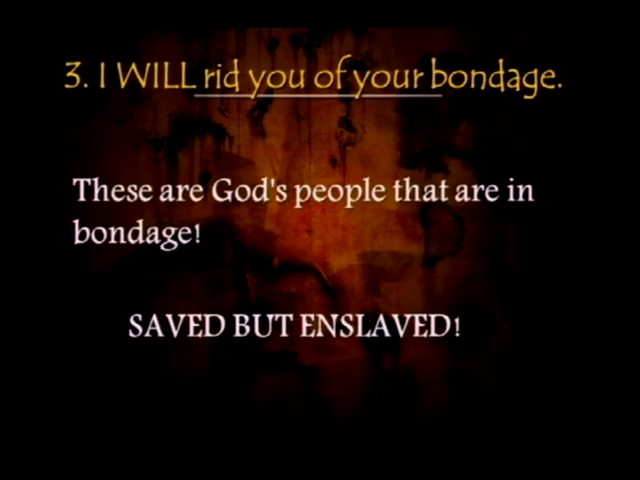 3. I WILL rid you of your bondage.
These are God's people that are in
bondage!
SAVED BUT ENSLAVED!